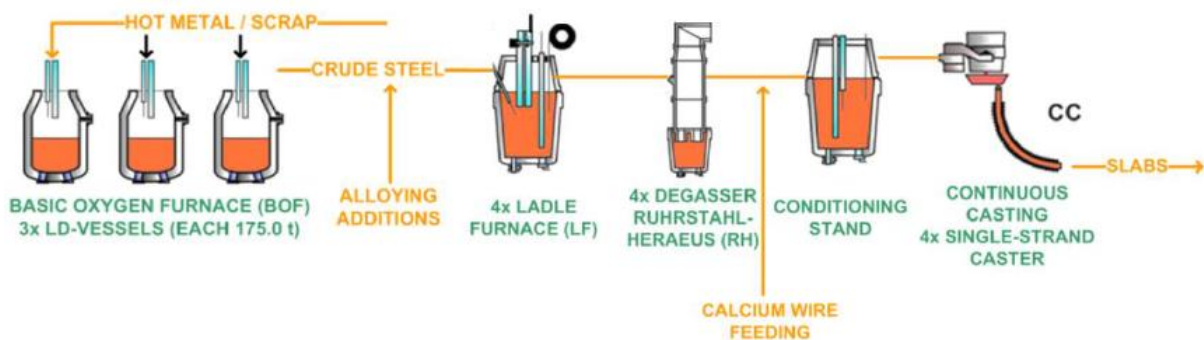 HOT METAL / SCRAP
CRUDE STEEL
CC
SLABS
BASIC OXYGEN FURNACE (BOF)
3x LD-VESSELS (EACH 175.0 t)
ALLOYING
ADDITIONS
4x LADLE
FURNACE (LF)
4x DEGASSER
RUHRSTAHL-
HERAEUS (RH)
CONDITIONING
STAND
CONTINUOUS
CASTING
4x SINGLE-STRAND
CASTER
CALCIUM WIRE
FEEDING